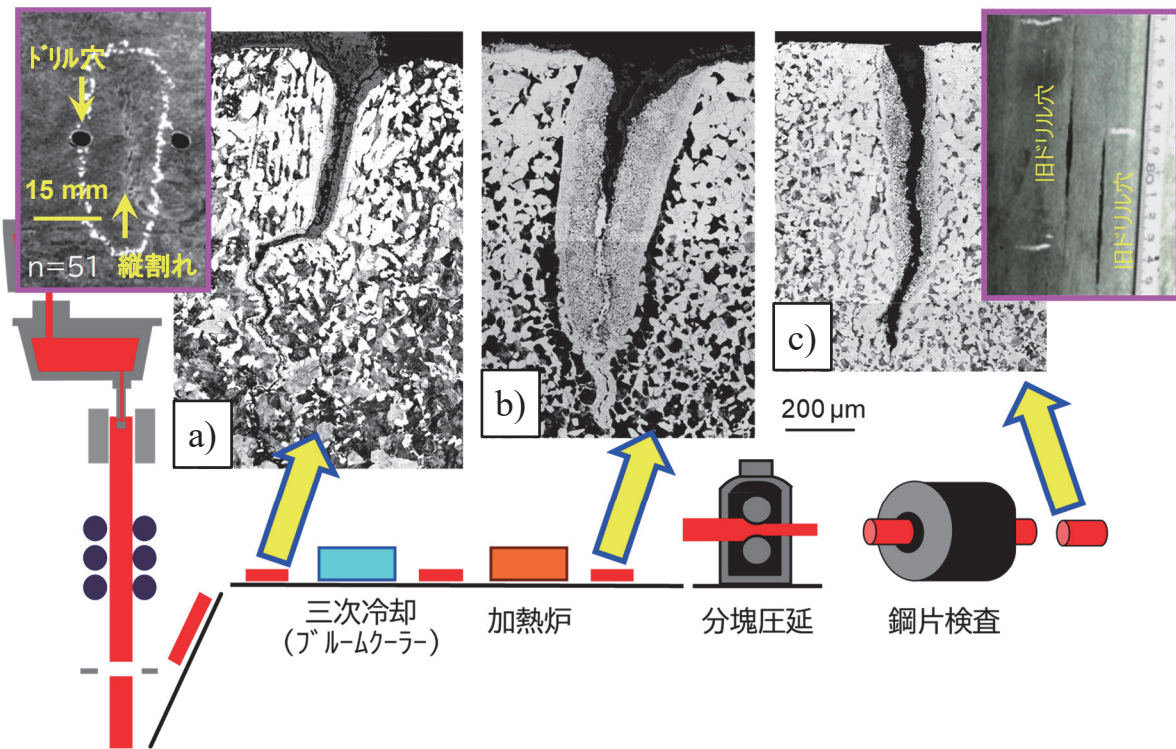 ドリル穴
15 mm
n=51
縦割れ
a)
b)
c)
200 μm
旧ドリル穴
旧ドリル穴
三次冷却
(ブルームクーラー)
加熱炉
分塊圧延
鋼片検査